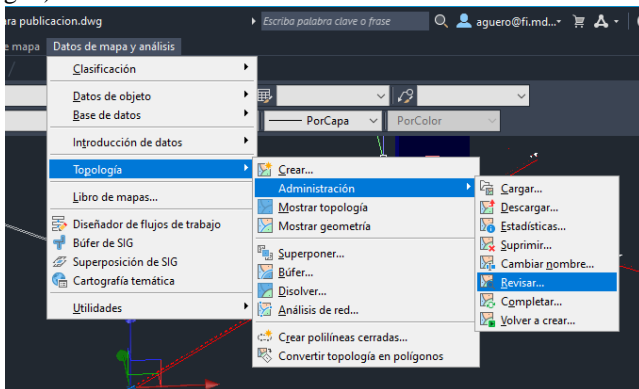 ra publicacion.dwg
Escriba palabra clave o frase
aguero@fi.md...
e mapa
Datos de mapa y análisis
Clasificación
Datos de objeto
Base de datos
PorCapa
PorColor
Introducción de datos
Topología
Crear...
Libro de mapas...
Administración
Cargar...
Mostrar topología
Descargar...
Diseñador de flujos de trabajo
Mostrar geometría
Estadísticas...
Búfer de SIG
Superponer...
Suprimir...
Superposición de SIG
Búfer...
Cambiar nombre...
Cartografía temática
Disolver...
Revisar...
Utilidades
Análisis de red...
Completar...
Crear polilíneas cerradas...
Volver a crear...
Convertir topología en polígonos